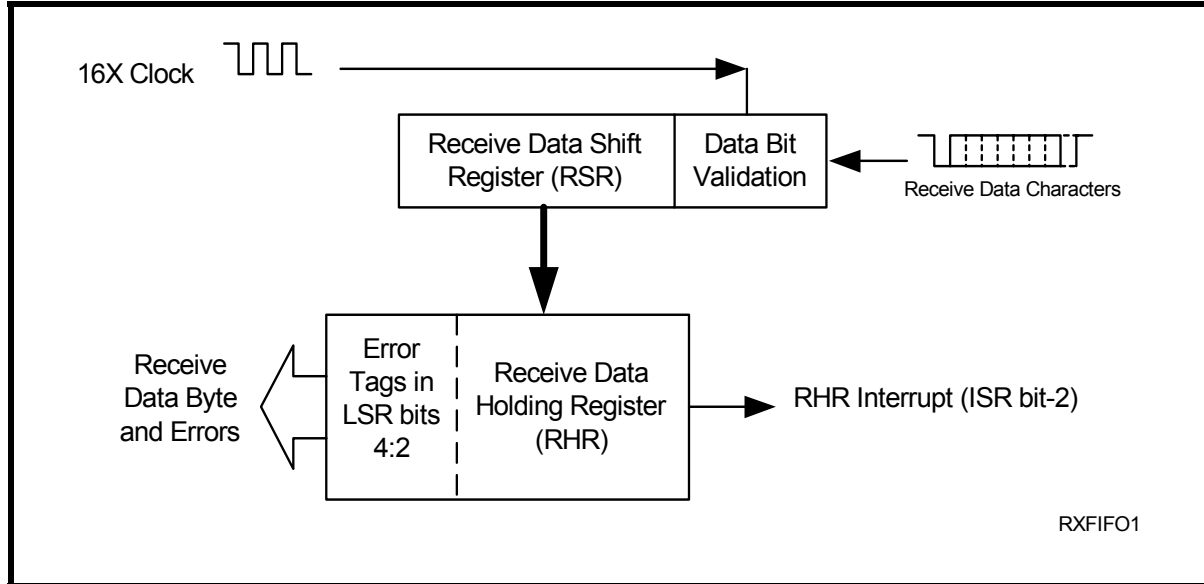 16X Clock
Receive Data Shift
Register (RSR)
Data Bit
Validation
Receive Data Characters
Receive
Data Byte
and Errors
Error
Tags in
LSR bits
4:2
Receive Data
Holding Register
(RHR)
RHR Interrupt (ISR bit-2)
RXFIFO1